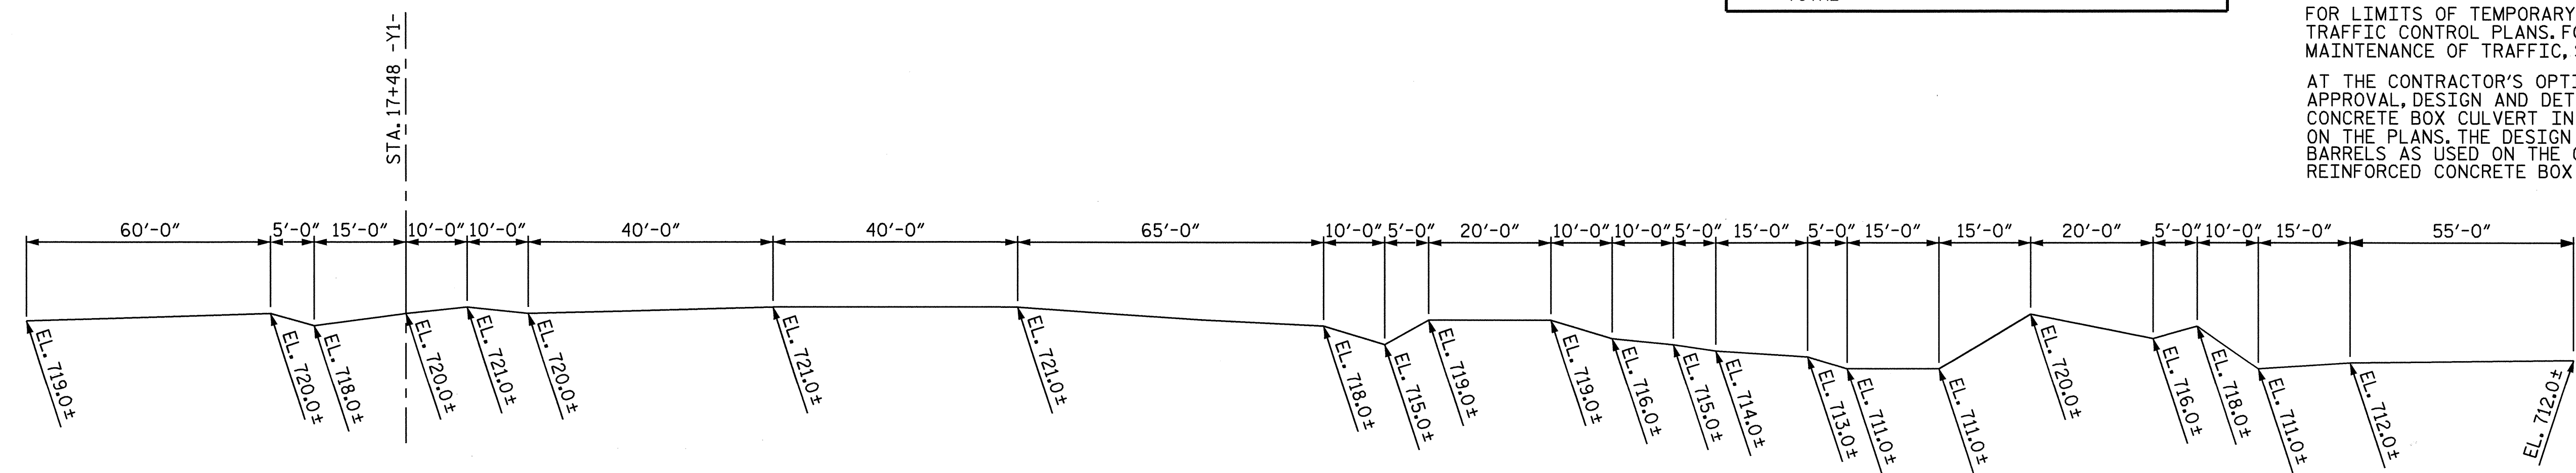 FOR LIMITS OF TEMPORARY
TRAFFIC CONTROL PLANS. FO
MAINTENANCE OF TRAFFIC,
AT THE CONTRACTOR'S OPTI
APPROVAL, DESIGN AND DET
CONCRETE BOX CULVERT IN
ON THE PLANS. THE DESIGN
BARRELS AS USED ON THE
REINFORCED CONCRETE BOX
STA. 17+48 -Y1-
60'-0" 5'-0" 15'-0" 10'-0" 10'-0" 40'-0" 40'-0" 65'-0" 10'-0" 5'-0" 20'-0" 10'-0" 10'-0" 5'-0" 15'-0" 5'-0" 15'-0" 15'-0" 20'-0" 5'-0" 10'-0" 15'-0" 55'-0"
EL. 719.0±
EL. 720.0±
EL. 718.0±
EL. 720.0±
EL. 721.0±
EL. 720.0±
EL. 721.0±
EL. 721.0±
EL. 718.0±
EL. 715.0±
EL. 719.0±
EL. 719.0±
EL. 716.0±
EL. 715.0±
EL. 714.0±
EL. 713.0±
EL. 711.0±
EL. 711.0±
EL. 720.0±
EL. 716.0±
EL. 718.0±
EL. 711.0±
EL. 712.0±
EL. 712.0±